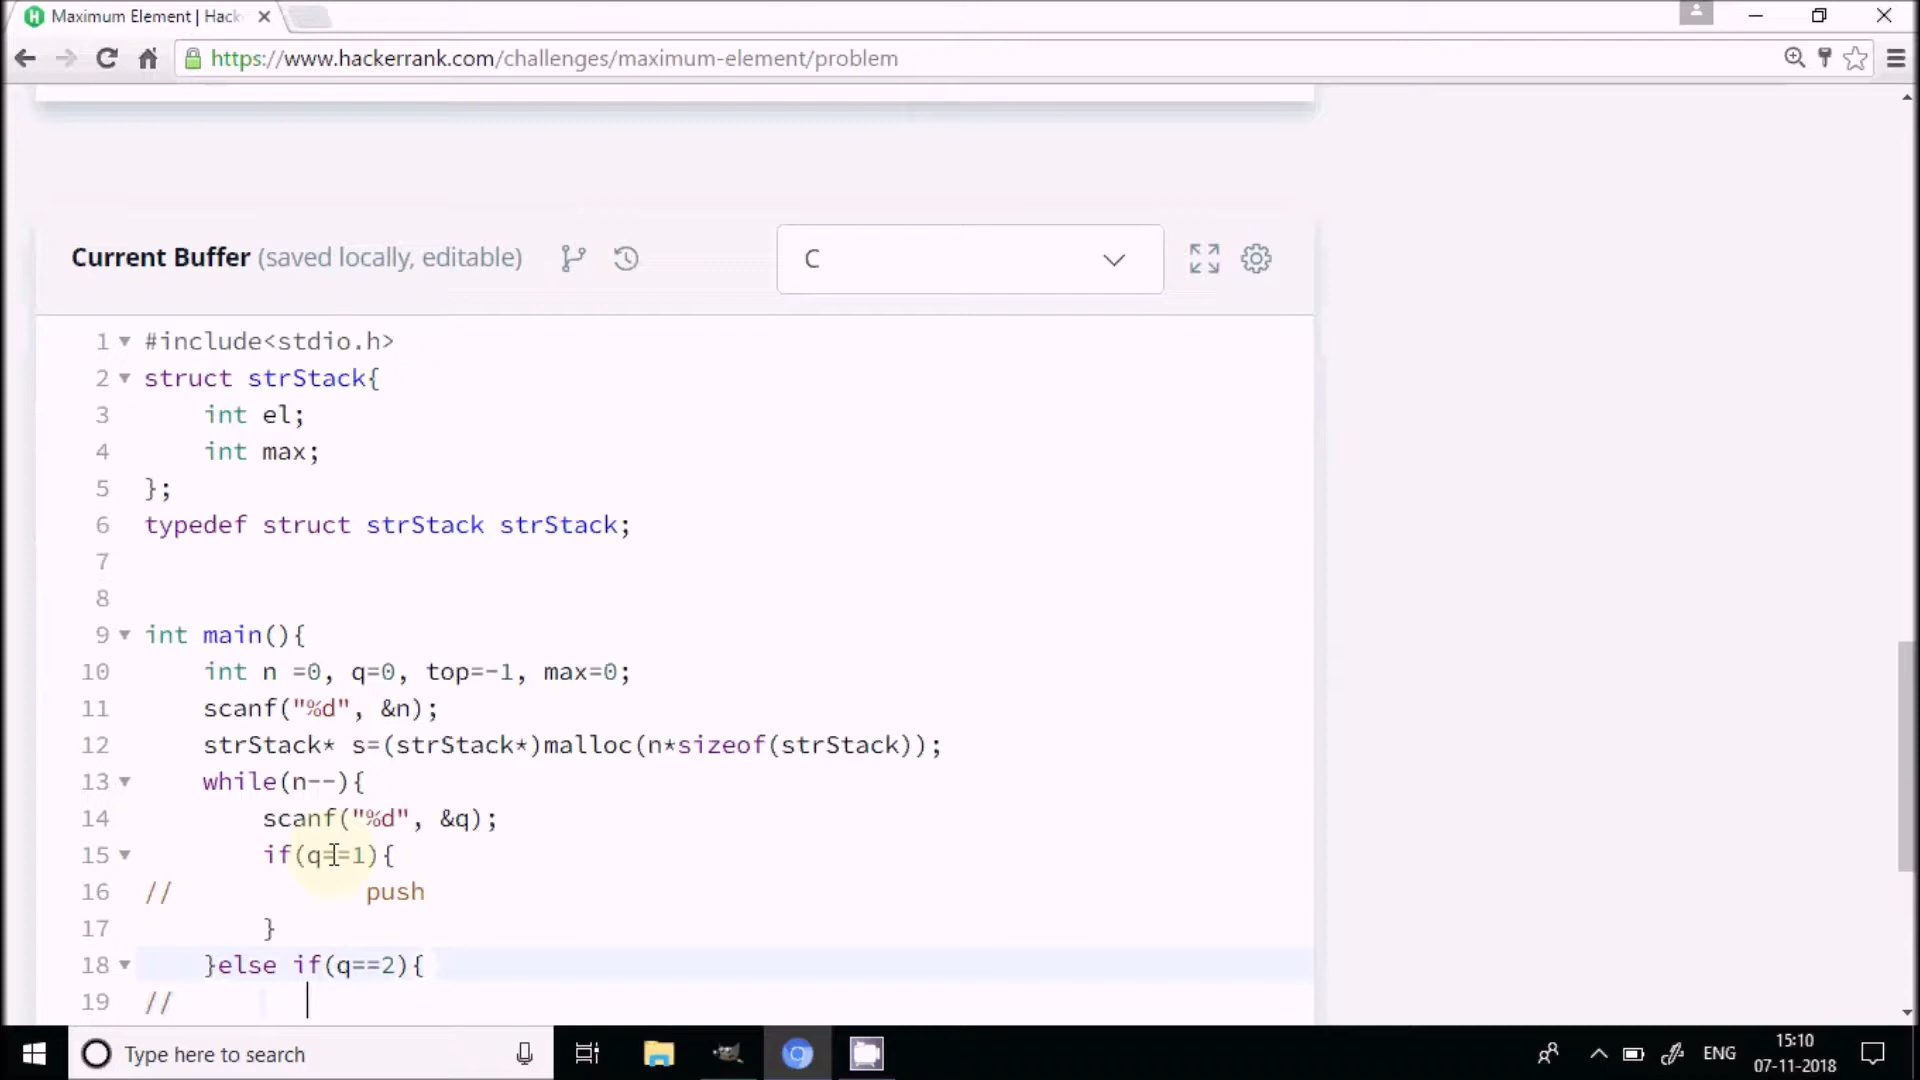 Maximum Element | Hack
https://www.hackerrank.com/challenges/maximum-element/problem
Current Buffer (saved locally, editable)
C
1 #include<stdio.h>
2 struct strStack{
3 int el;
4 int max;
5 };
6 typedef struct strStack strStack;
7
8
9 int main(){
10 int n =0, q=0, top=-1, max=0;
11 scanf("%d", &n);
12 strStack* s=(strStack*)malloc(n*sizeof(strStack));
13 while(n--){
14 scanf("%d", &q);
15 if(q==1){
16 // push
17 }
18 }else if(q==2){
19 //
Type here to search
ENG
15:10
07-11-2018